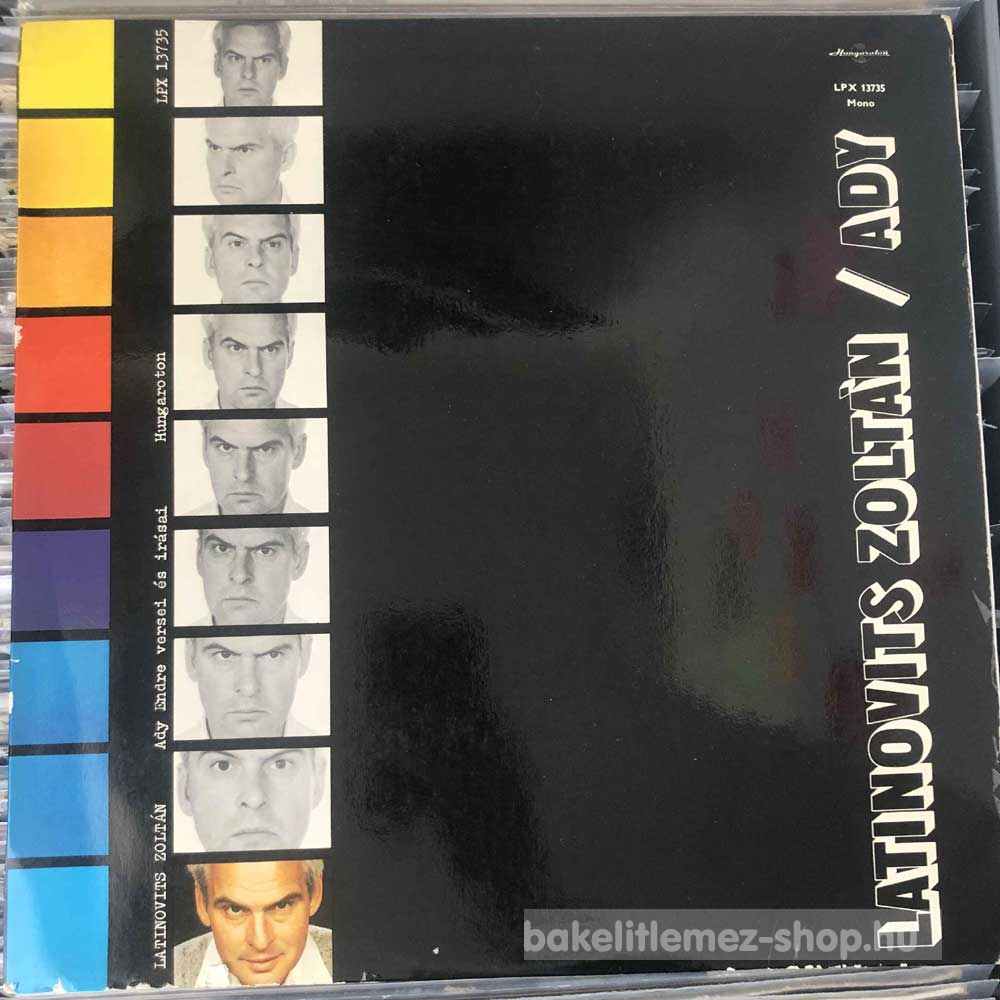 Hungaroton
LPX 13735
Mono
LATINOVITS ZOLTÁN / ADY
LATINOVITS ZOLTÁN Ady Endre versei és irásai Hungaroton LPX 13735
bakelitlemez-shop.hu